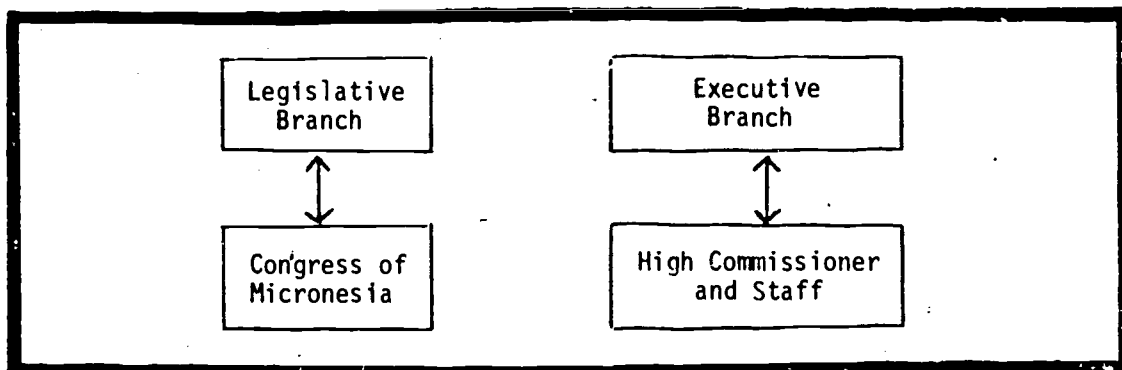 Legislative
Branch
Executive
Branch
Congress of
Micronesia
High Commissioner
and Staff